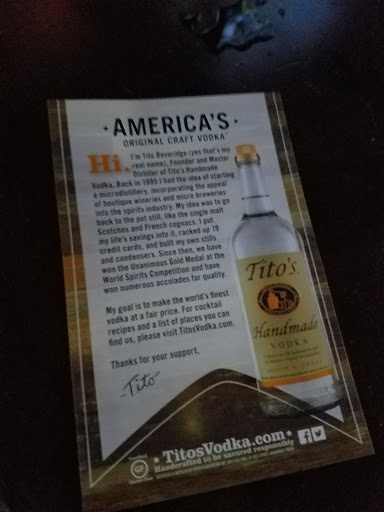 · AMERICA'S ·
ORIGINAL CRAFT VODKA
Hi. I'm Tito Beveridge (yes that's my
real name), Founder and Master
Distiller of Tito's Handmade
Vodka. Back in 1995 I had the idea of starting
a microdistillery, incorporating the appeal
of boutique wineries and micro breweries
into the spirits industry. My idea was to go
back to the pot still, like the single malt
Scotches and French cognacs. I put
my life's savings into it, racked up 19
credit cards, and built my own stills
and condensers. Since then, we have
won the Unanimous Gold Medal at the
World Spirits Competition and have
won numerous accolades for quality.
My goal is to make the world's finest
vodka at a fair price. For cocktail
recipes and a list of places you can
find us, please visit TitosVodka.com.
Thanks for your support,
-Tito
Tito's
Handmade
VODKA
GF
★ TitosVodka.com ★
Handcrafted to be savored responsibly